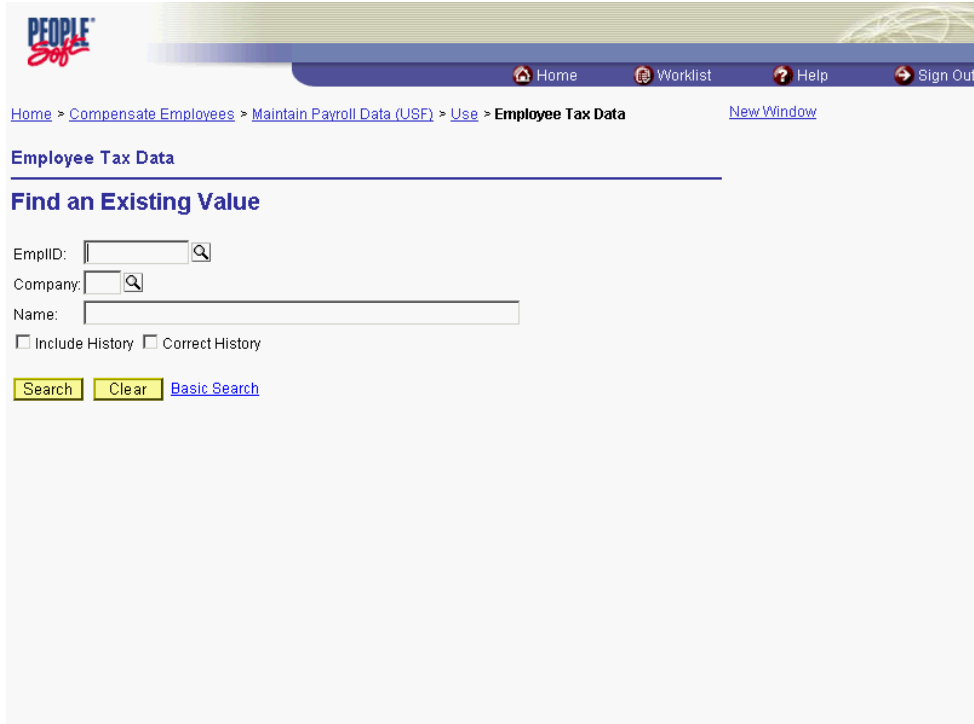 PEOPLE
Soft
Home Worklist Help Sign Out
Home > Compensate Employees > Maintain Payroll Data (USF) > Use > Employee Tax Data New Window
Employee Tax Data
Find an Existing Value
EmplID:
Company:
Name:
Include History Correct History
Search Clear Basic Search